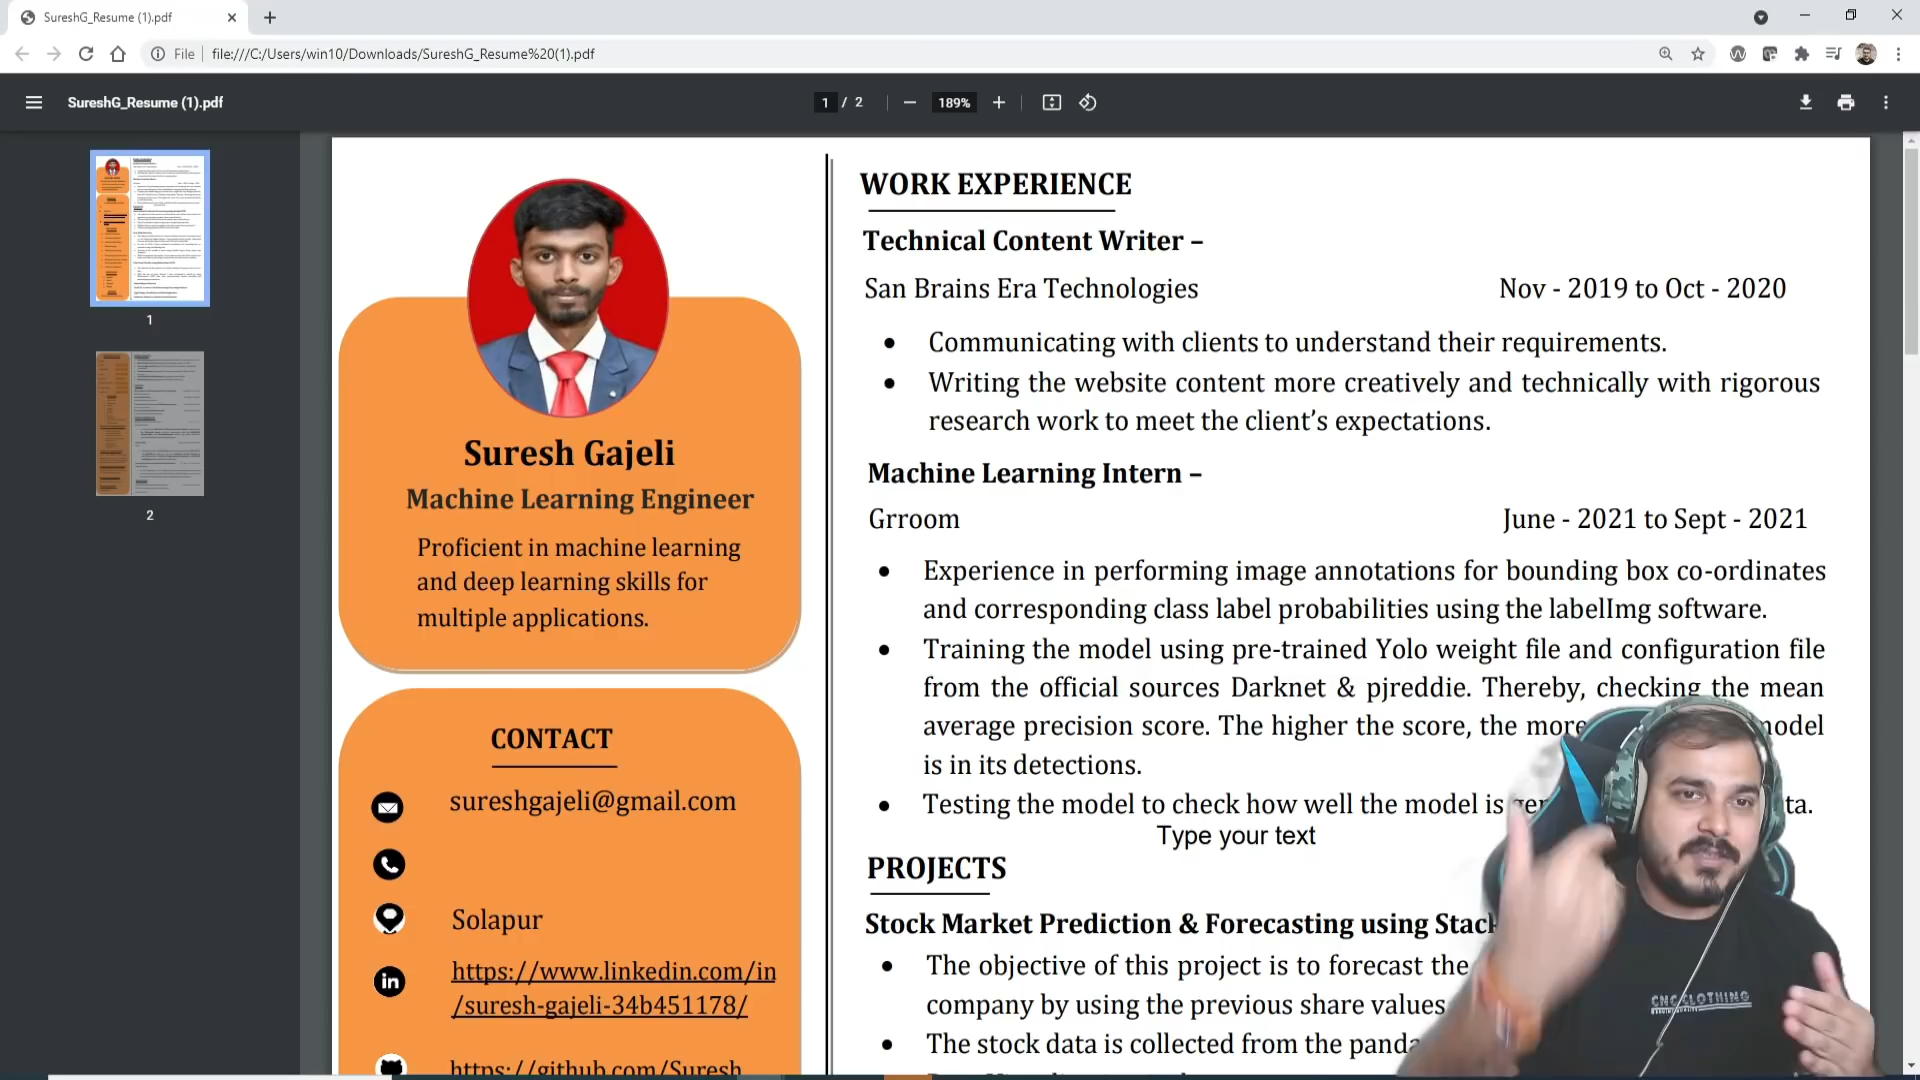 SureshG_Resume (1).pdf
File
file:///C:/Users/win10/Downloads/SureshG_Resume%20(1).pdf
SureshG_Resume (1).pdf
1 / 2
189%
1
2
Suresh Gajeli
Machine Learning Engineer
Proficient in machine learning
and deep learning skills for
multiple applications.
CONTACT
sureshgajeli@gmail.com
Solapur
https://www.linkedin.com/in
/suresh-gajeli-34b451178/
https://github.com/Suresh
WORK EXPERIENCE
Technical Content Writer –
San Brains Era Technologies Nov - 2019 to Oct - 2020
• Communicating with clients to understand their requirements.
• Writing the website content more creatively and technically with rigorous
research work to meet the client’s expectations.
Machine Learning Intern –
Grroom June - 2021 to Sept - 2021
• Experience in performing image annotations for bounding box co-ordinates
and corresponding class label probabilities using the labelImg software.
• Training the model using pre-trained Yolo weight file and configuration file
from the official sources Darknet & pjreddie. Thereby, checking the mean
average precision score. The higher the score, the more model
is in its detections.
• Testing the model to check how well the model is
Type your text
PROJECTS
Stock Market Prediction & Forecasting using
• The objective of this project is to forecast the
company by using the previous share values
• The stock data is collected from the
CNC CLOTHING